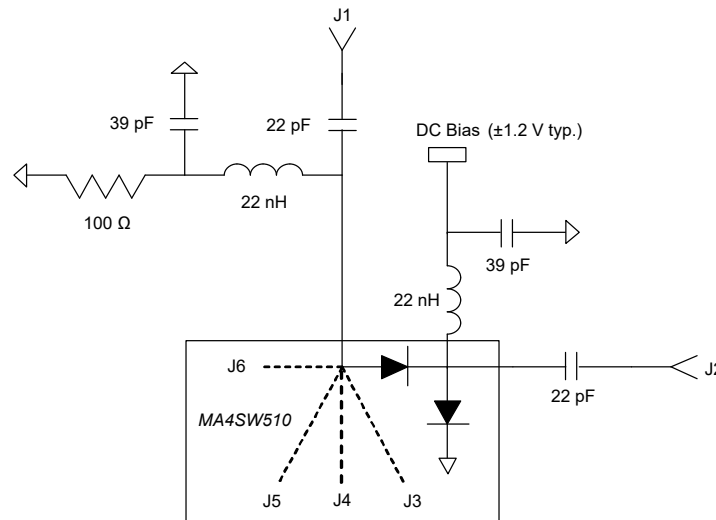 J1
39 pF
22 pF
DC Bias (±1.2 V typ.)
22 nH
100 Ω
39 pF
22 nH
J6
J2
22 pF
MA4SW510
J5
J4
J3